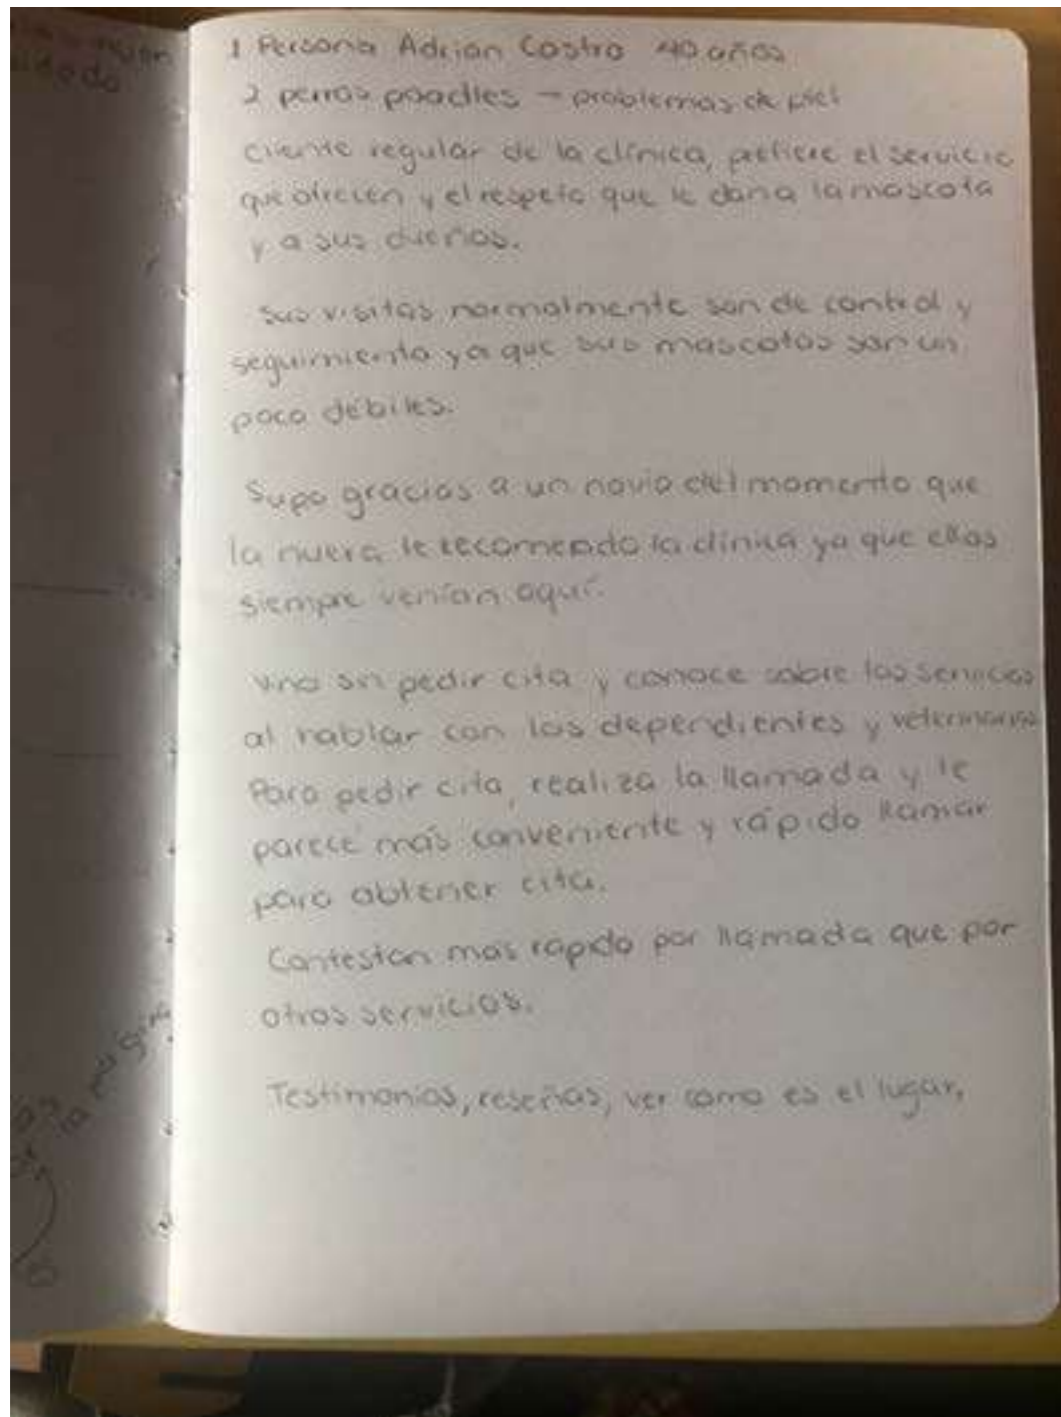 1 Persona Adrian Castro 40 años
2 perros poodles - problemas de piel
cliente regular de la clínica, prefiere el servicio
que ofrecen y el respeto que le dan a la mascota
y a sus dueños.
Sus visitas normalmente son de control y
seguimiento ya que sus mascotas son un
poco débiles.
Supo gracias a un novio del momento que
la nuera le recomendo la clínica ya que ellos
siempre venían aquí.
Vino sin pedir cita y conoce sobre los servicios
al hablar con los dependientes y veterinarios
Para pedir cita, realiza la llamada y le
parece más conveniente y rápido llamar
para obtener cita.
Contestan mas rapido por llamada que por
otros servicios.
Testimonios, reseñas, ver como es el lugar,